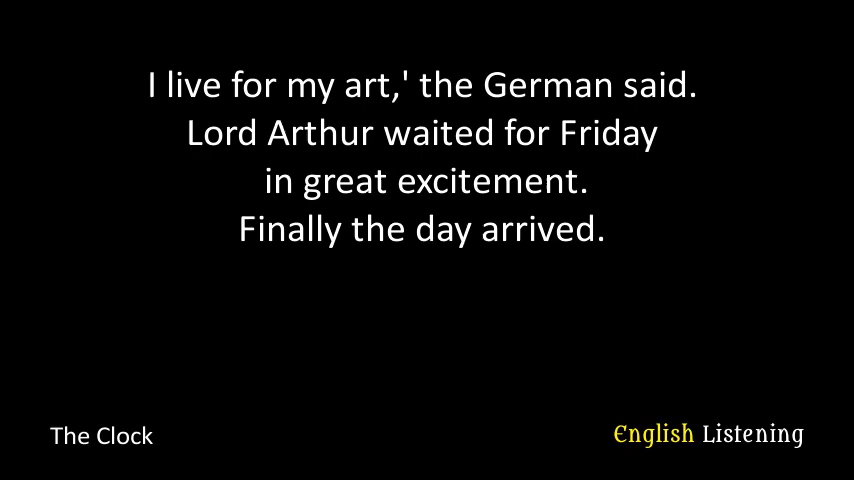 I live for my art,' the German said.
Lord Arthur waited for Friday
in great excitement.
Finally the day arrived.
The Clock
English Listening